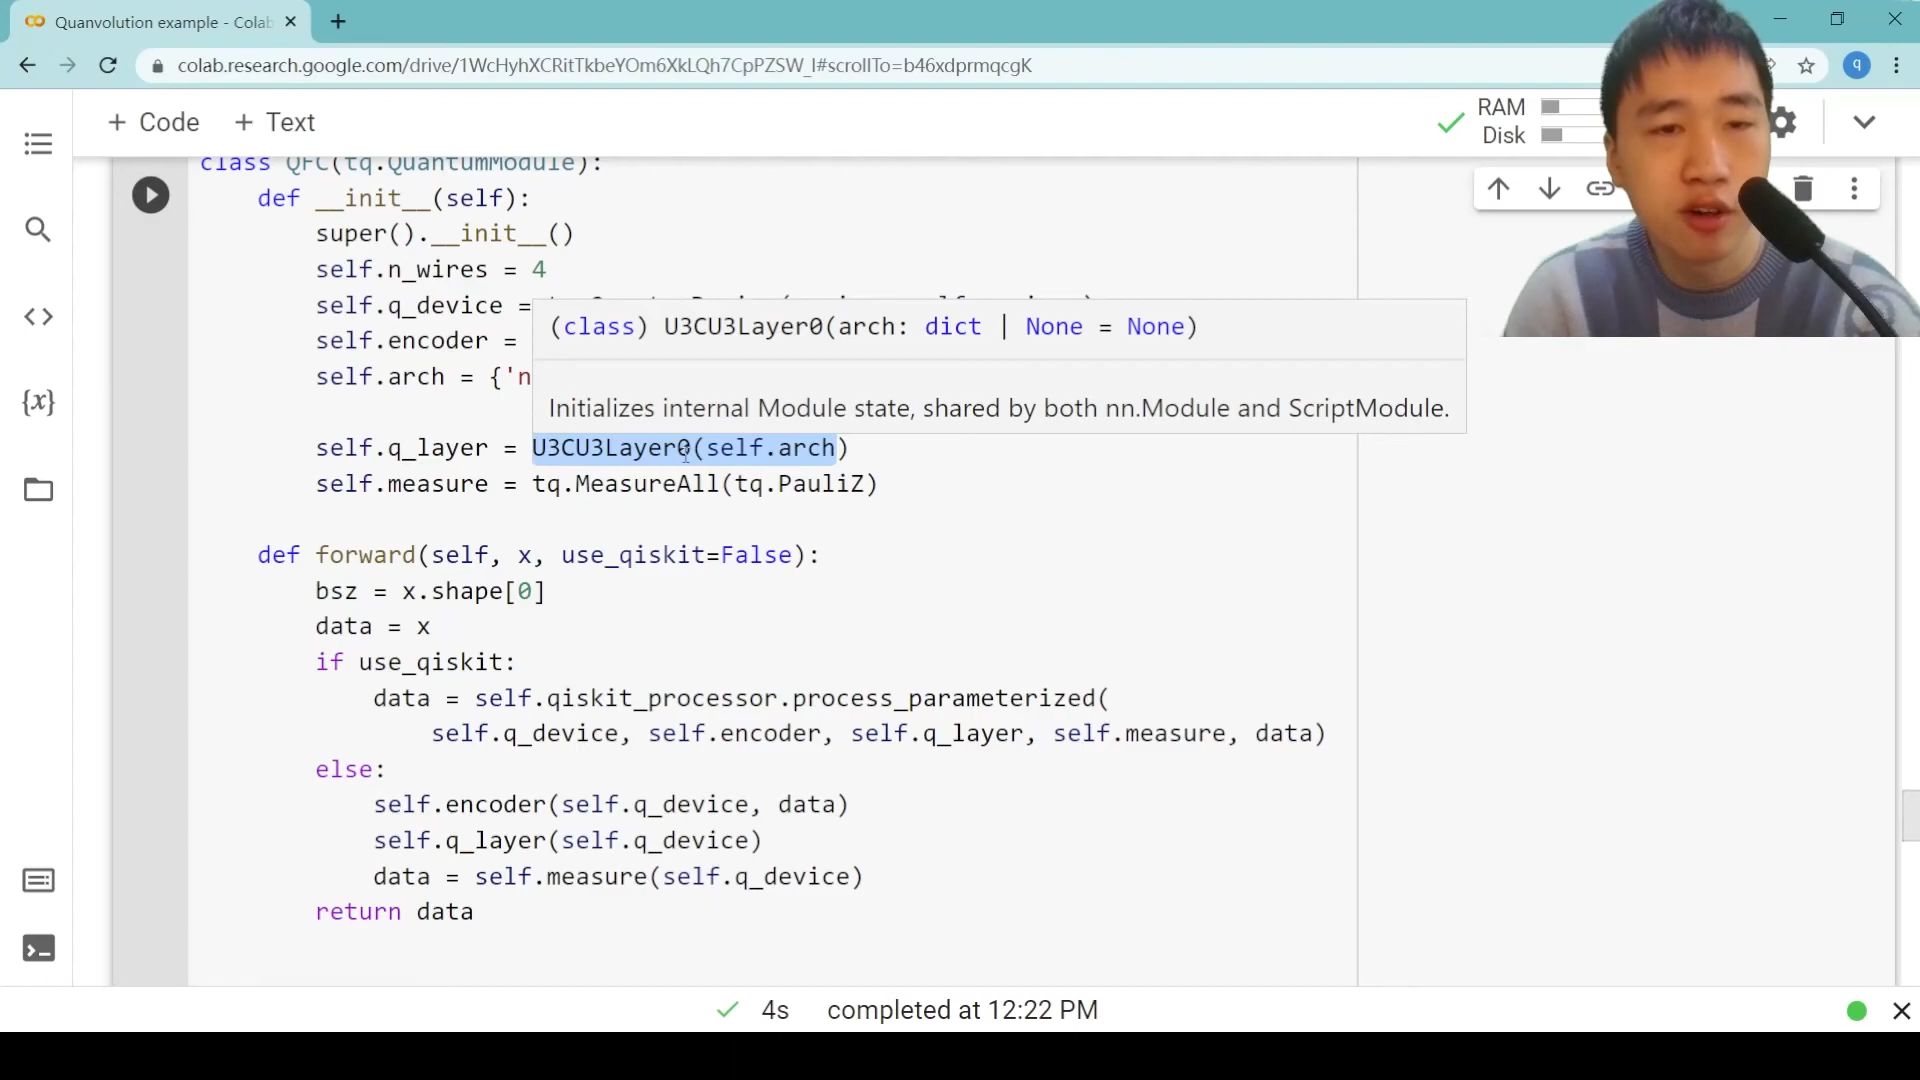 Quanvolution example - Colab
colab.research.google.com/drive/1WcHyhXCRitTkbeYOm6XkLQh7CpPZSW_I#scrollTo=b46xdprmqcgK
q
+ Code + Text
RAM
Disk
class QFC(tq.QuantumModule):
def __init__(self):
super().__init__()
self.n_wires = 4
self.q_device =
(class) U3CU3Layer0(arch: dict | None = None)
self.encoder =
self.arch = {'n
Initializes internal Module state, shared by both nn.Module and ScriptModule.
self.q_layer = U3CU3Layer0(self.arch)
self.measure = tq.MeasureAll(tq.PauliZ)
def forward(self, x, use_qiskit=False):
bsz = x.shape[0]
data = x
if use_qiskit:
data = self.qiskit_processor.process_parameterized(
self.q_device, self.encoder, self.q_layer, self.measure, data)
else:
self.encoder(self.q_device, data)
self.q_layer(self.q_device)
data = self.measure(self.q_device)
return data
4s completed at 12:22 PM